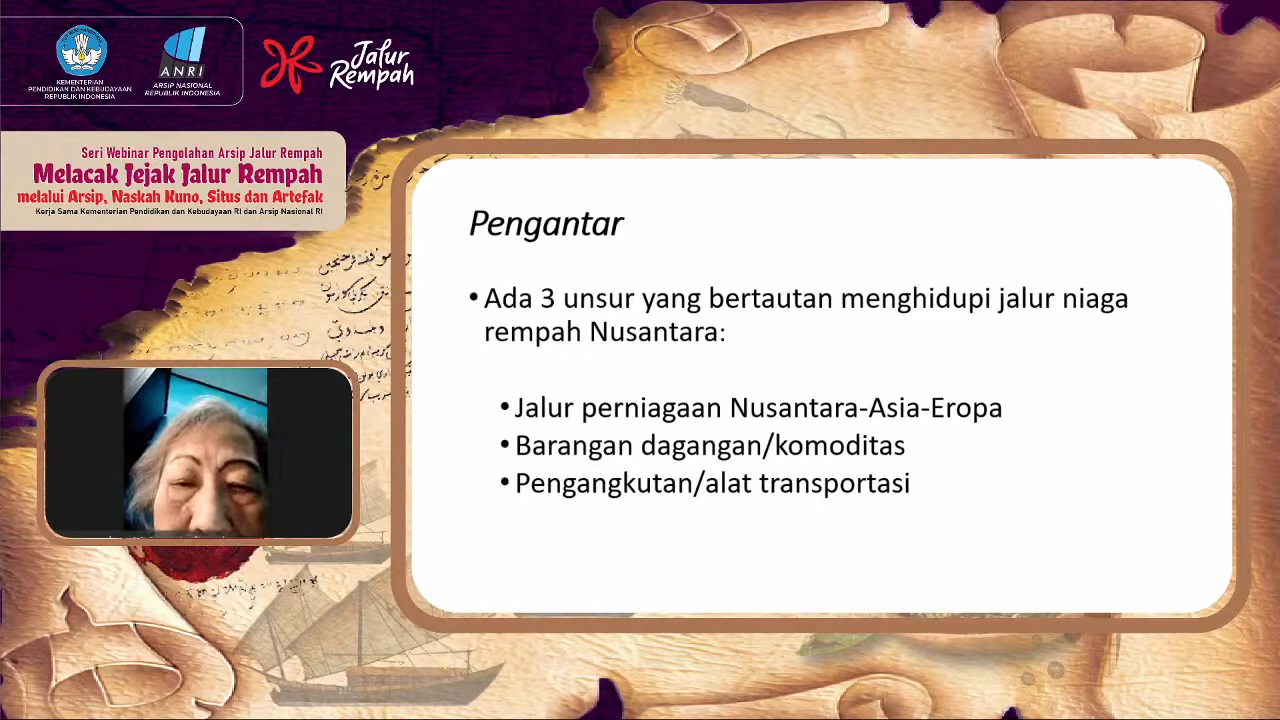 KEMENTERIAN
PENDIDIKAN DAN KEBUDAYAAN
REPUBLIK INDONESIA
ANRI
ARSIP NASIONAL
REPUBLIK INDONESIA
Jalur
Rempah
Seri Webinar Pengolahan Arsip Jalur Rempah
Melacak Jejak Jalur Rempah
melalui Arsip, Naskah Kuno, Situs dan Artefak
Kerja Sama Kementerian Pendidikan dan Kebudayaan RI dan Arsip Nasional RI
Pengantar
• Ada 3 unsur yang bertautan menghidupi jalur niaga
rempah Nusantara:
• Jalur perniagaan Nusantara-Asia-Eropa
• Barangan dagangan/komoditas
• Pengangkutan/alat transportasi